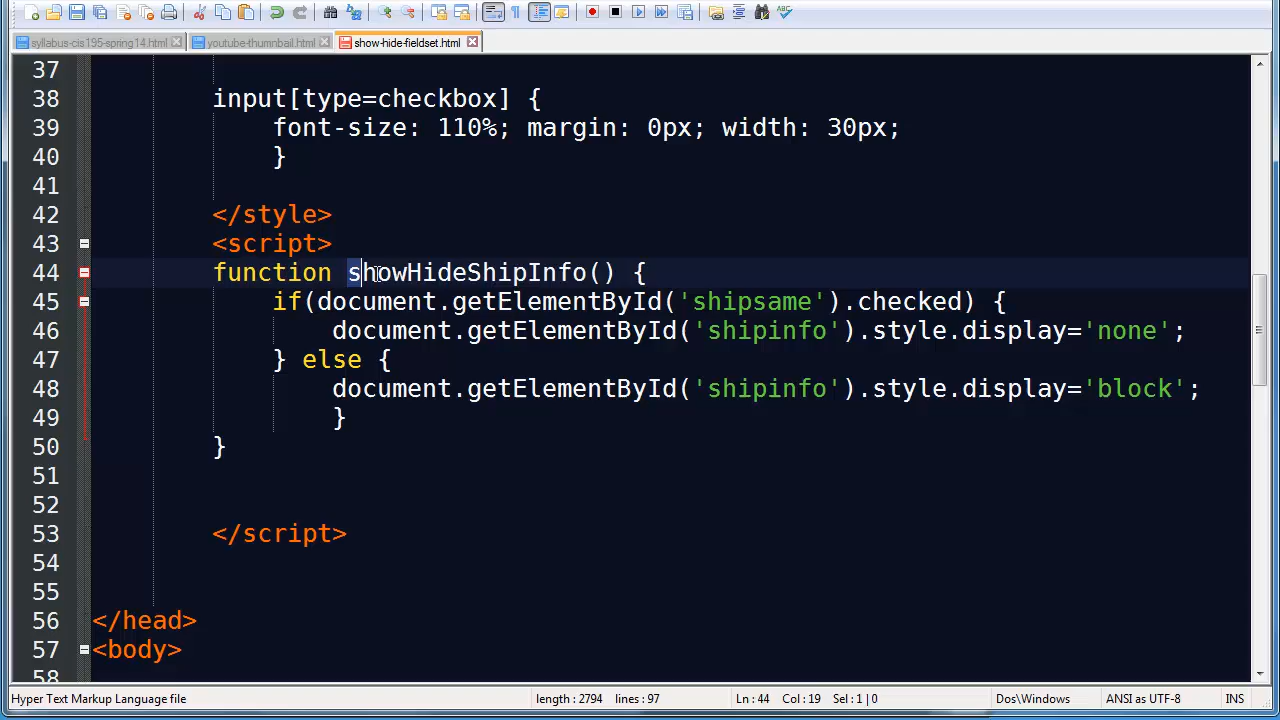 syllabus-cis195-spring14.html youtube-thumnbail.html show-hide-fieldset.html
37
38 input[type=checkbox] {
39 font-size: 110%; margin: 0px; width: 30px;
40 }
41
42 </style>
43 <script>
44 function showHideShipInfo() {
45 if(document.getElementById('shipsame').checked) {
46 document.getElementById('shipinfo').style.display='none';
47 } else {
48 document.getElementById('shipinfo').style.display='block';
49 }
50 }
51
52
53 </script>
54
55
56 </head>
57 <body>
58
Hyper Text Markup Language file length : 2794 lines : 97 Ln : 44 Col : 19 Sel : 1 | 0 Dos\Windows ANSI as UTF-8 INS